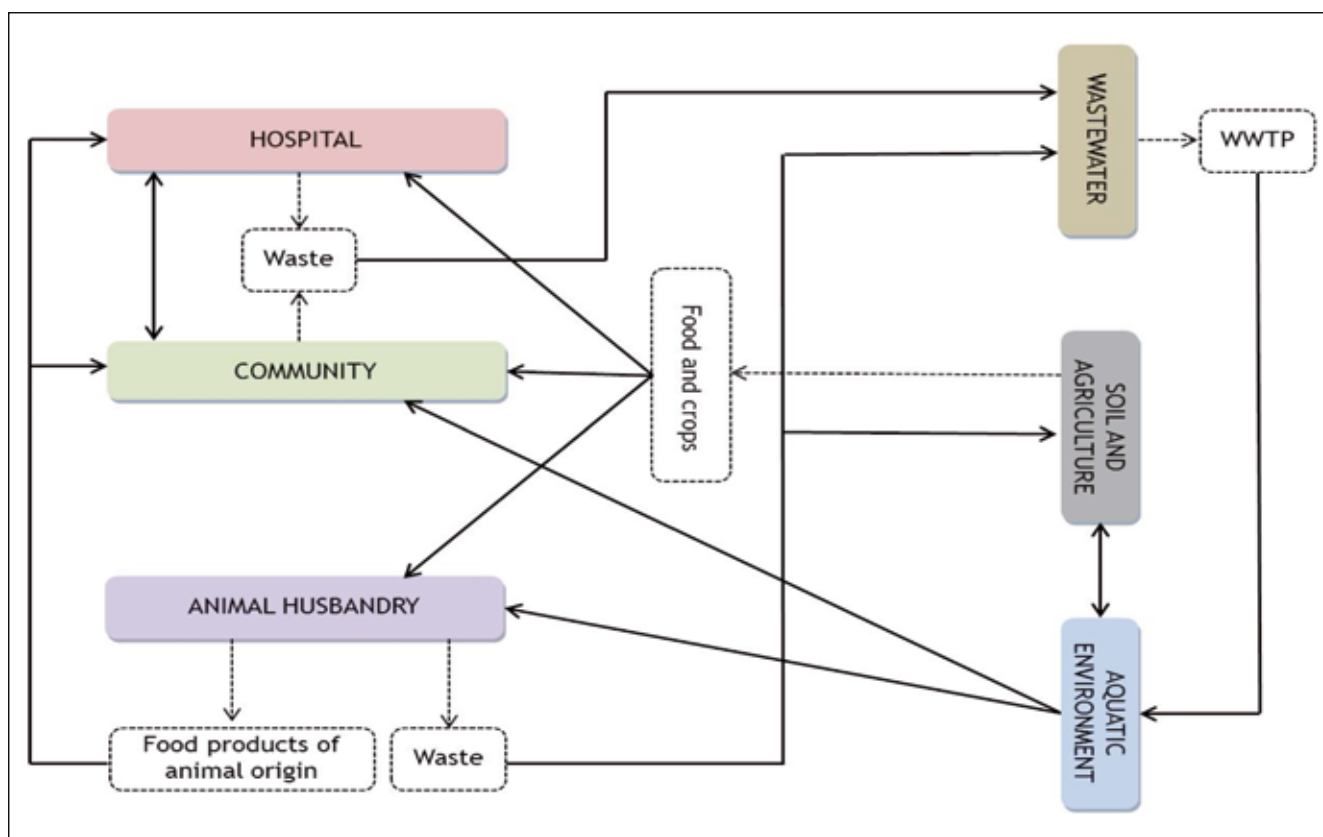 HOSPITAL
Waste
COMMUNITY
ANIMAL HUSBANDRY
Food products of
animal origin
Waste
Food and crops
WASTEWATER
WWTP
SOIL AND
AGRICULTURE
AQUATIC
ENVIRONMENT